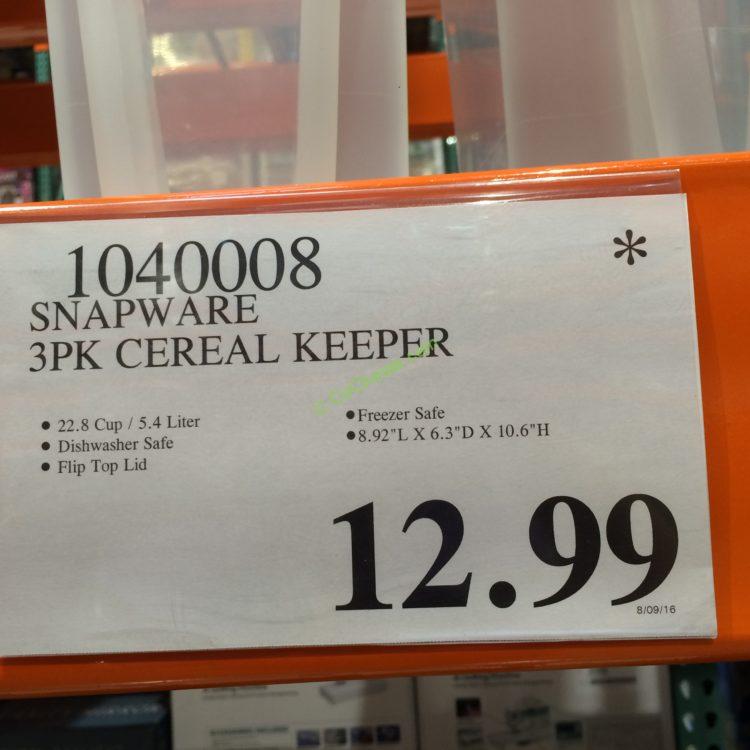 1040008
*
SNAPWARE
3PK CEREAL KEEPER
• 22.8 Cup / 5.4 Liter
• Dishwasher Safe
• Flip Top Lid
• Freezer Safe
• 8.92"L X 6.3"D X 10.6"H
12.99
8/09/16